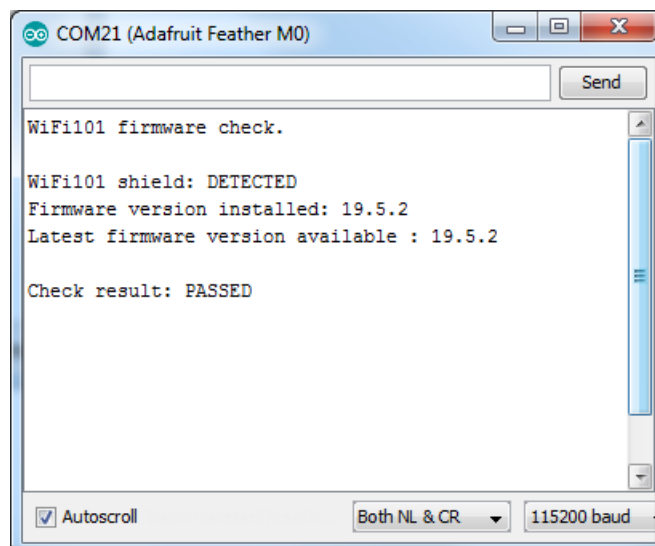 COM21 (Adafruit Feather M0)
Send
WiFi101 firmware check.
WiFi101 shield: DETECTED
Firmware version installed: 19.5.2
Latest firmware version available : 19.5.2
Check result: PASSED
Autoscroll
Both NL & CR
115200 baud